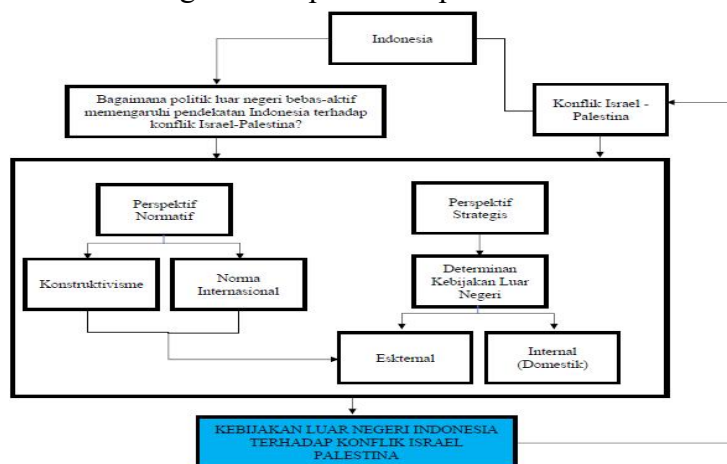 Indonesia
Bagaimana politik luar negeri bebas-aktif
memengaruhi pendekatan Indonesia terhadap
konflik Israel-Palestina?
Konflik Israel -
Palestina
Perspektif
Normatif
Perspektif
Strategis
Konstruktivisme
Norma
Internasional
Determinan
Kebijakan Luar
Negeri
Eskternal
Internal
(Domestik)
KEBIJAKAN LUAR NEGERI INDONESIA
TERHADAP KONFLIK ISRAEL
PALESTINA